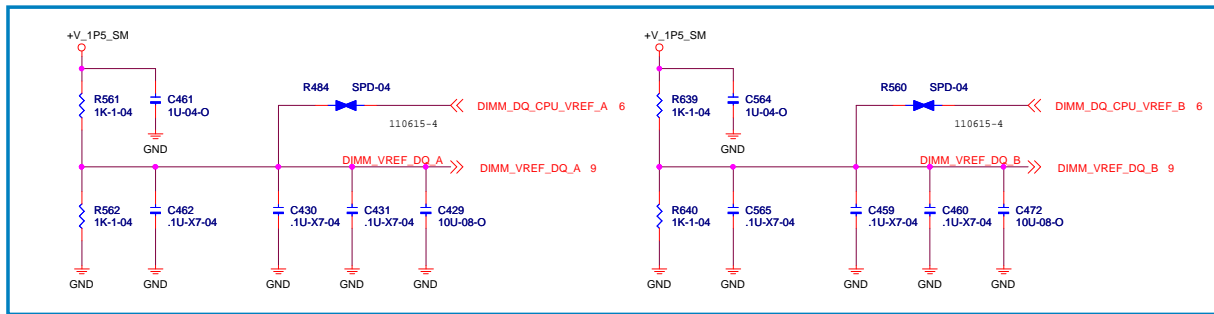 +V_1P5_SM
+V_1P5_SM
R484 SPD-04
R560 SPD-04
R561
1K-1-04
C461
1U-04-O
DIMM_DQ_CPU_VREF_A 6
R639
1K-1-04
C564
1U-04-O
DIMM_DQ_CPU_VREF_B 6
110615-4
110615-4
GND
GND
DIMM_VREF_DQ_A
DIMM_VREF_DQ_A 9
DIMM_VREF_DQ_B
DIMM_VREF_DQ_B 9
R562
1K-1-04
C462
.1U-X7-04
C430
.1U-X7-04
C431
.1U-X7-04
C429
10U-08-O
R640
1K-1-04
C565
.1U-X7-04
C459
.1U-X7-04
C460
.1U-X7-04
C472
10U-08-O
GND GND GND GND GND
GND GND GND GND GND